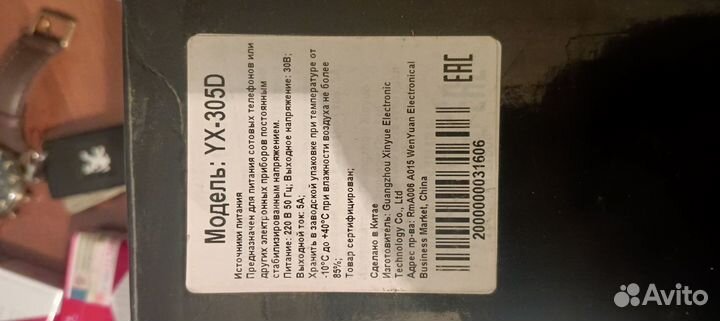 Модель: YX-305D
Источники питания
Предназначен для питания сотовых телефонов или
других электронных приборов постоянным
стабилизированным напряжением.
Питание: 220 В 50 Гц; Выходное напряжение: 30В;
Выходной ток: 5А;
Хранить в заводской упаковке при температуре от
-10°С до +40°С при влажности воздуха не более
85%;
Товар сертифицирован;
Сделано в Китае
Изготовитель: Guangzhou Xinyue Electronic
Technology Co., Ltd
Адрес пр-ва: RmA006 A015 WenYuan Electronical
Business Market, China
EAC
2000000031606
Avito